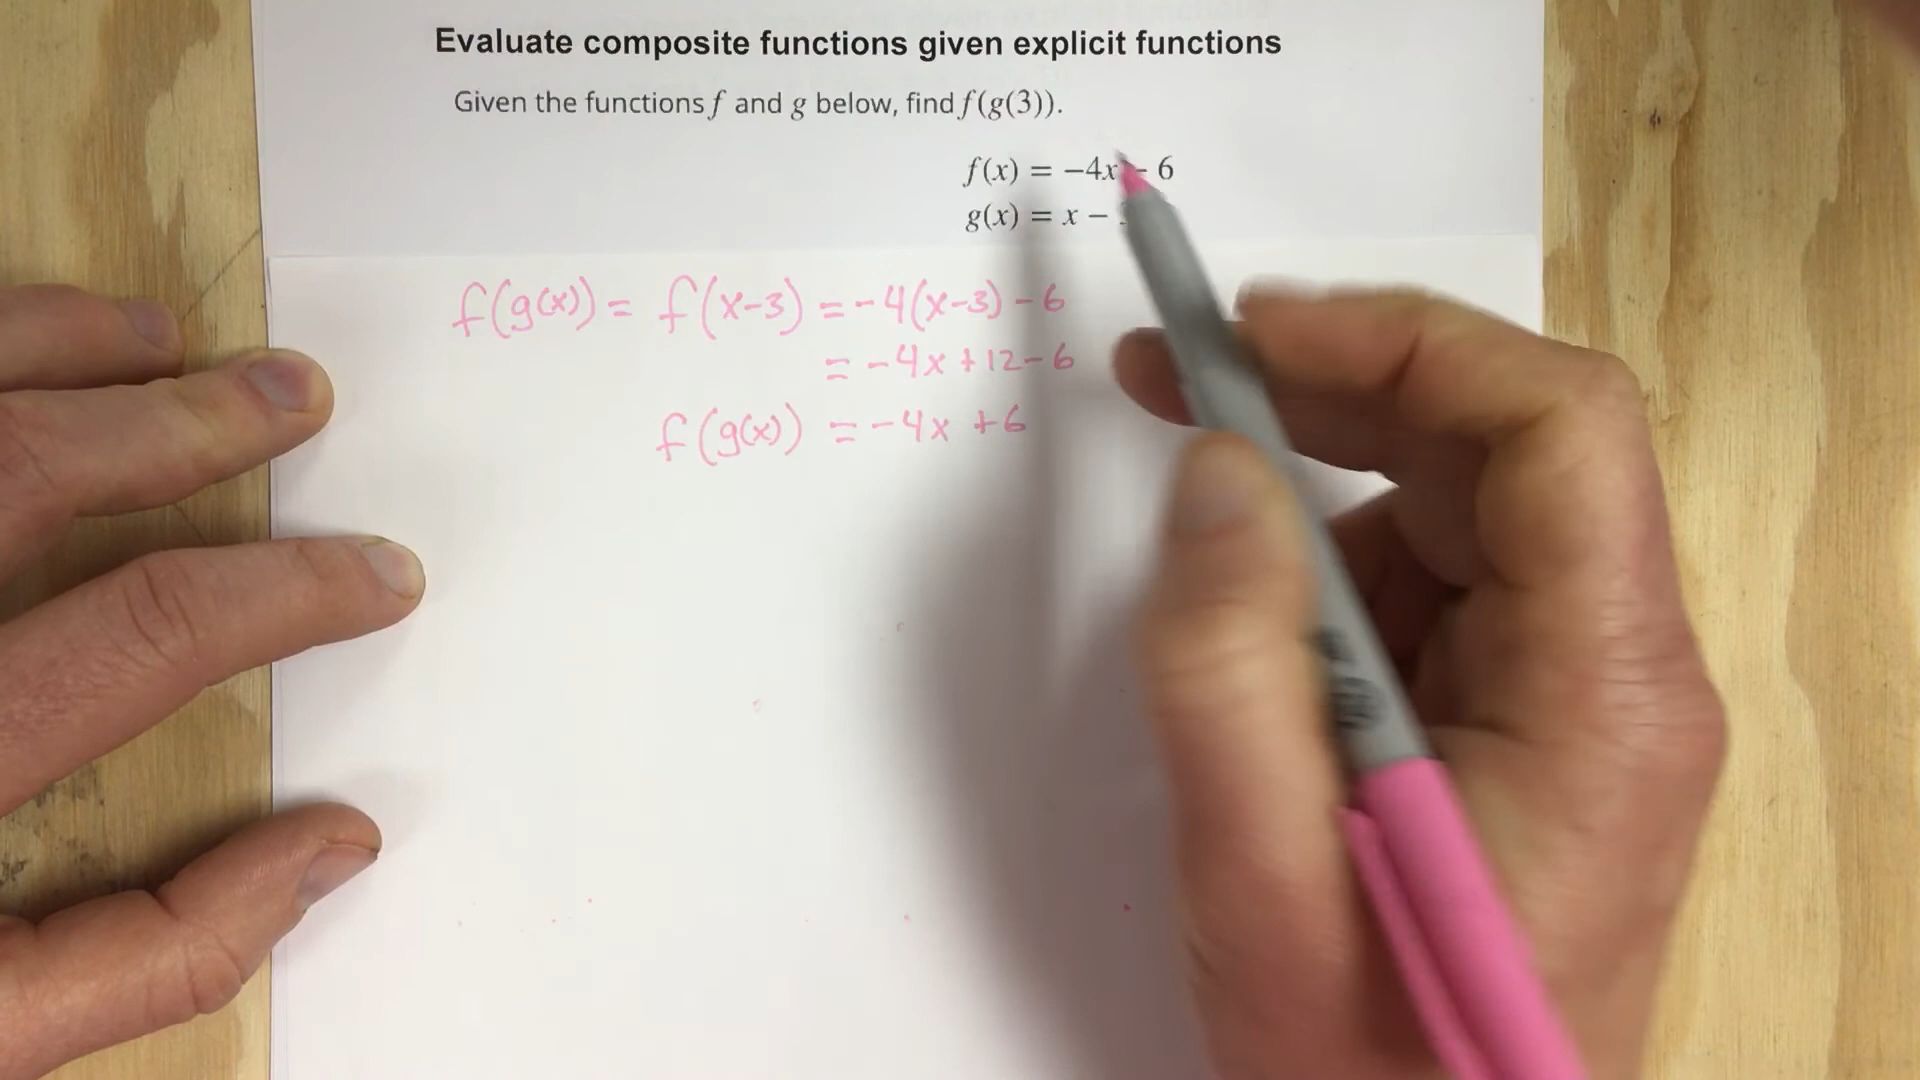 Evaluate composite functions given explicit functions
Given the functions f and g below, find f(g(3)).
f(x) = −4x − 6
g(x) = x −
f(g(x)) = f(x-3) = -4(x-3) - 6
= -4x + 12 - 6
f(g(x)) = -4x + 6